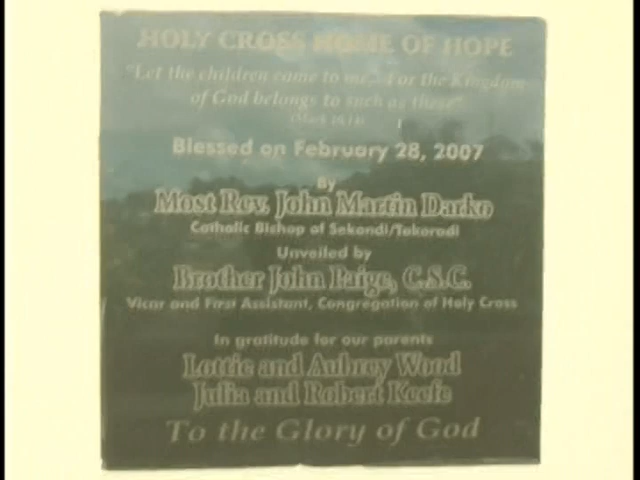 HOLY CROSS HOME OF HOPE
"Let the children come to me... For the Kingdom
of God belongs to such as these"
(Mark 10:14)
Blessed on February 28, 2007
By
Most Rev. John Martin Darko
Catholic Bishop of Sekondi/Takoradi
Unveiled by
Brother John Paige, C.S.C.
Vicar and First Assistant, Congregation of Holy Cross
In gratitude for our parents
Lottie and Aubrey Wood
Julia and Robert Keefe
To the Glory of God